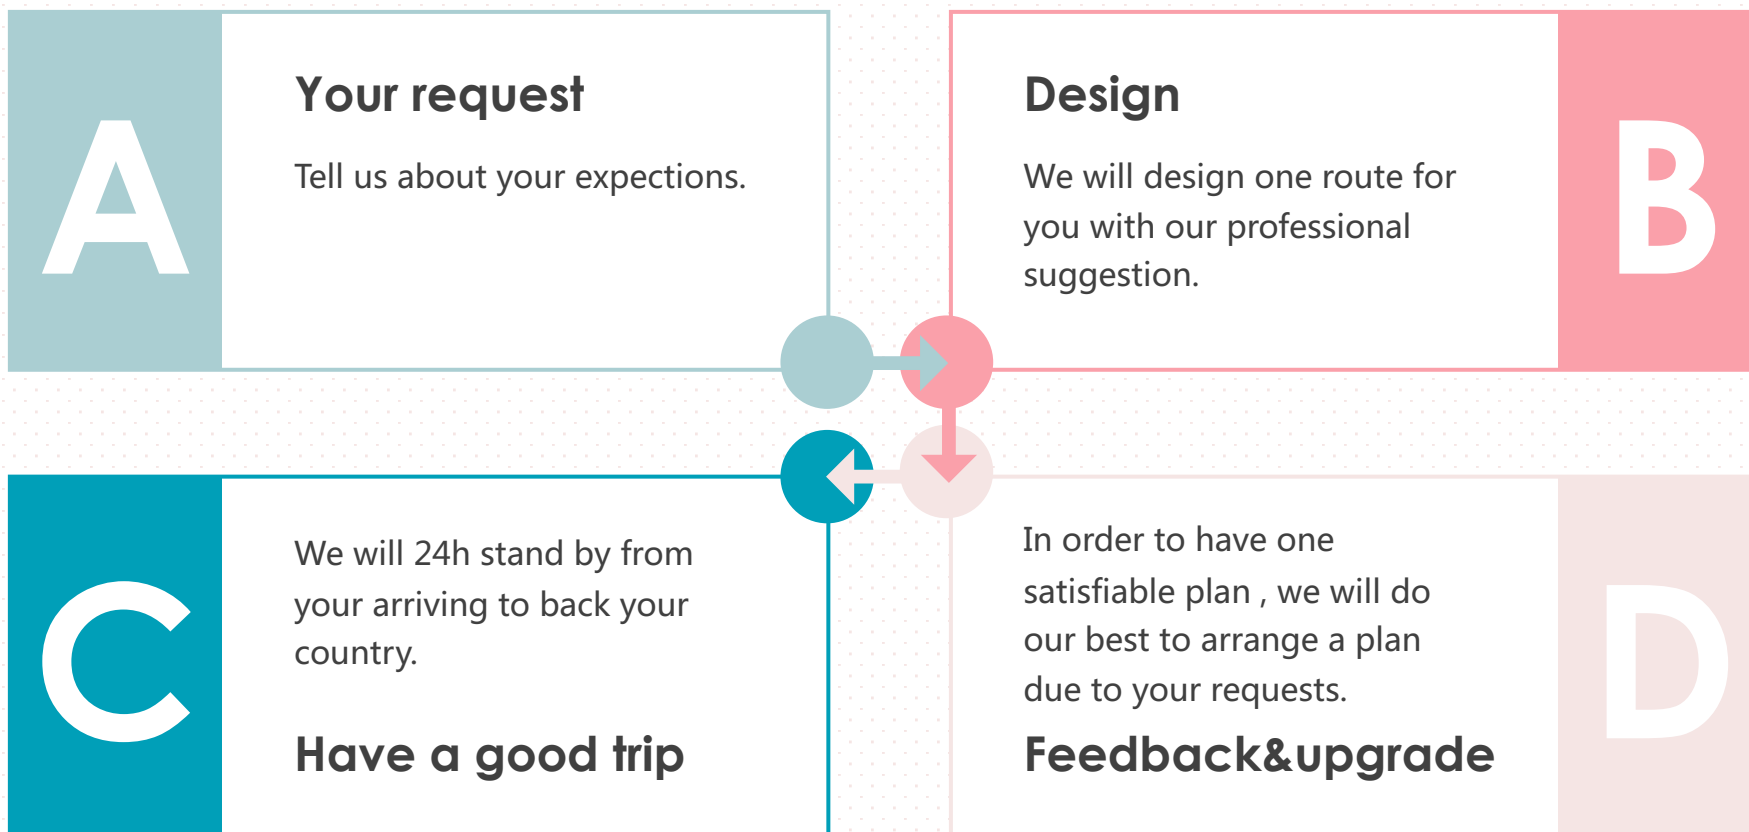 A
Your request
Tell us about your expections.
Design
We will design one route for
you with our professional
suggestion.
B
C
We will 24h stand by from
your arriving to back your
country.
Have a good trip
In order to have one
satisfiable plan , we will do
our best to arrange a plan
due to your requests.
Feedback&upgrade
D